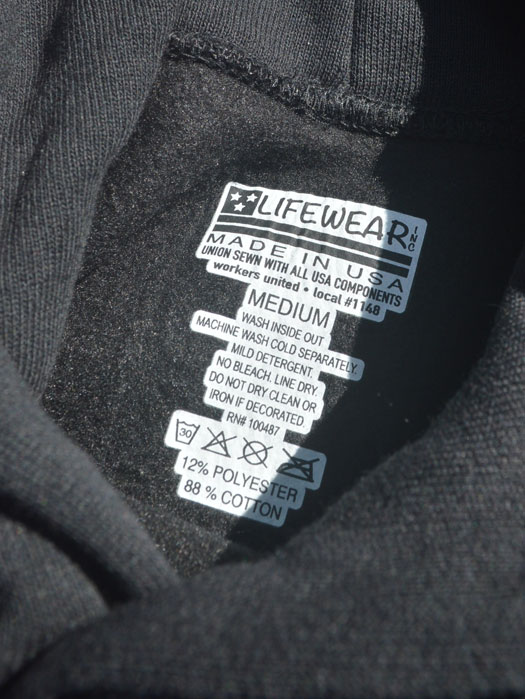 LIFEWEAR INC
MADE IN USA
UNION SEWN WITH ALL USA COMPONENTS
workers united • local #1148
MEDIUM
WASH INSIDE OUT
MACHINE WASH COLD SEPARATELY.
MILD DETERGENT.
NO BLEACH. LINE DRY.
DO NOT DRY CLEAN OR
IRON IF DECORATED.
RN# 100487
30
12% POLYESTER
88 % COTTON